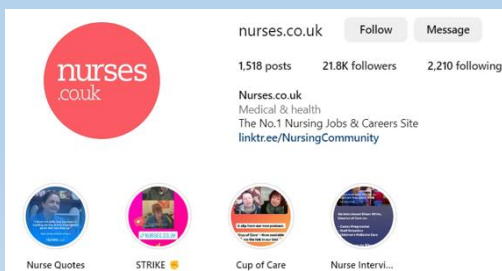 nurses
.co.uk
nurses.co.uk Follow Message
1,518 posts 21.8K followers 2,210 following
Nurses.co.uk
Medical & health
The No.1 Nursing Jobs & Careers Site
linktr.ee/NursingCommunity
Nurse Quotes STRIKE ✊ Cup of Care Nurse Intervi...